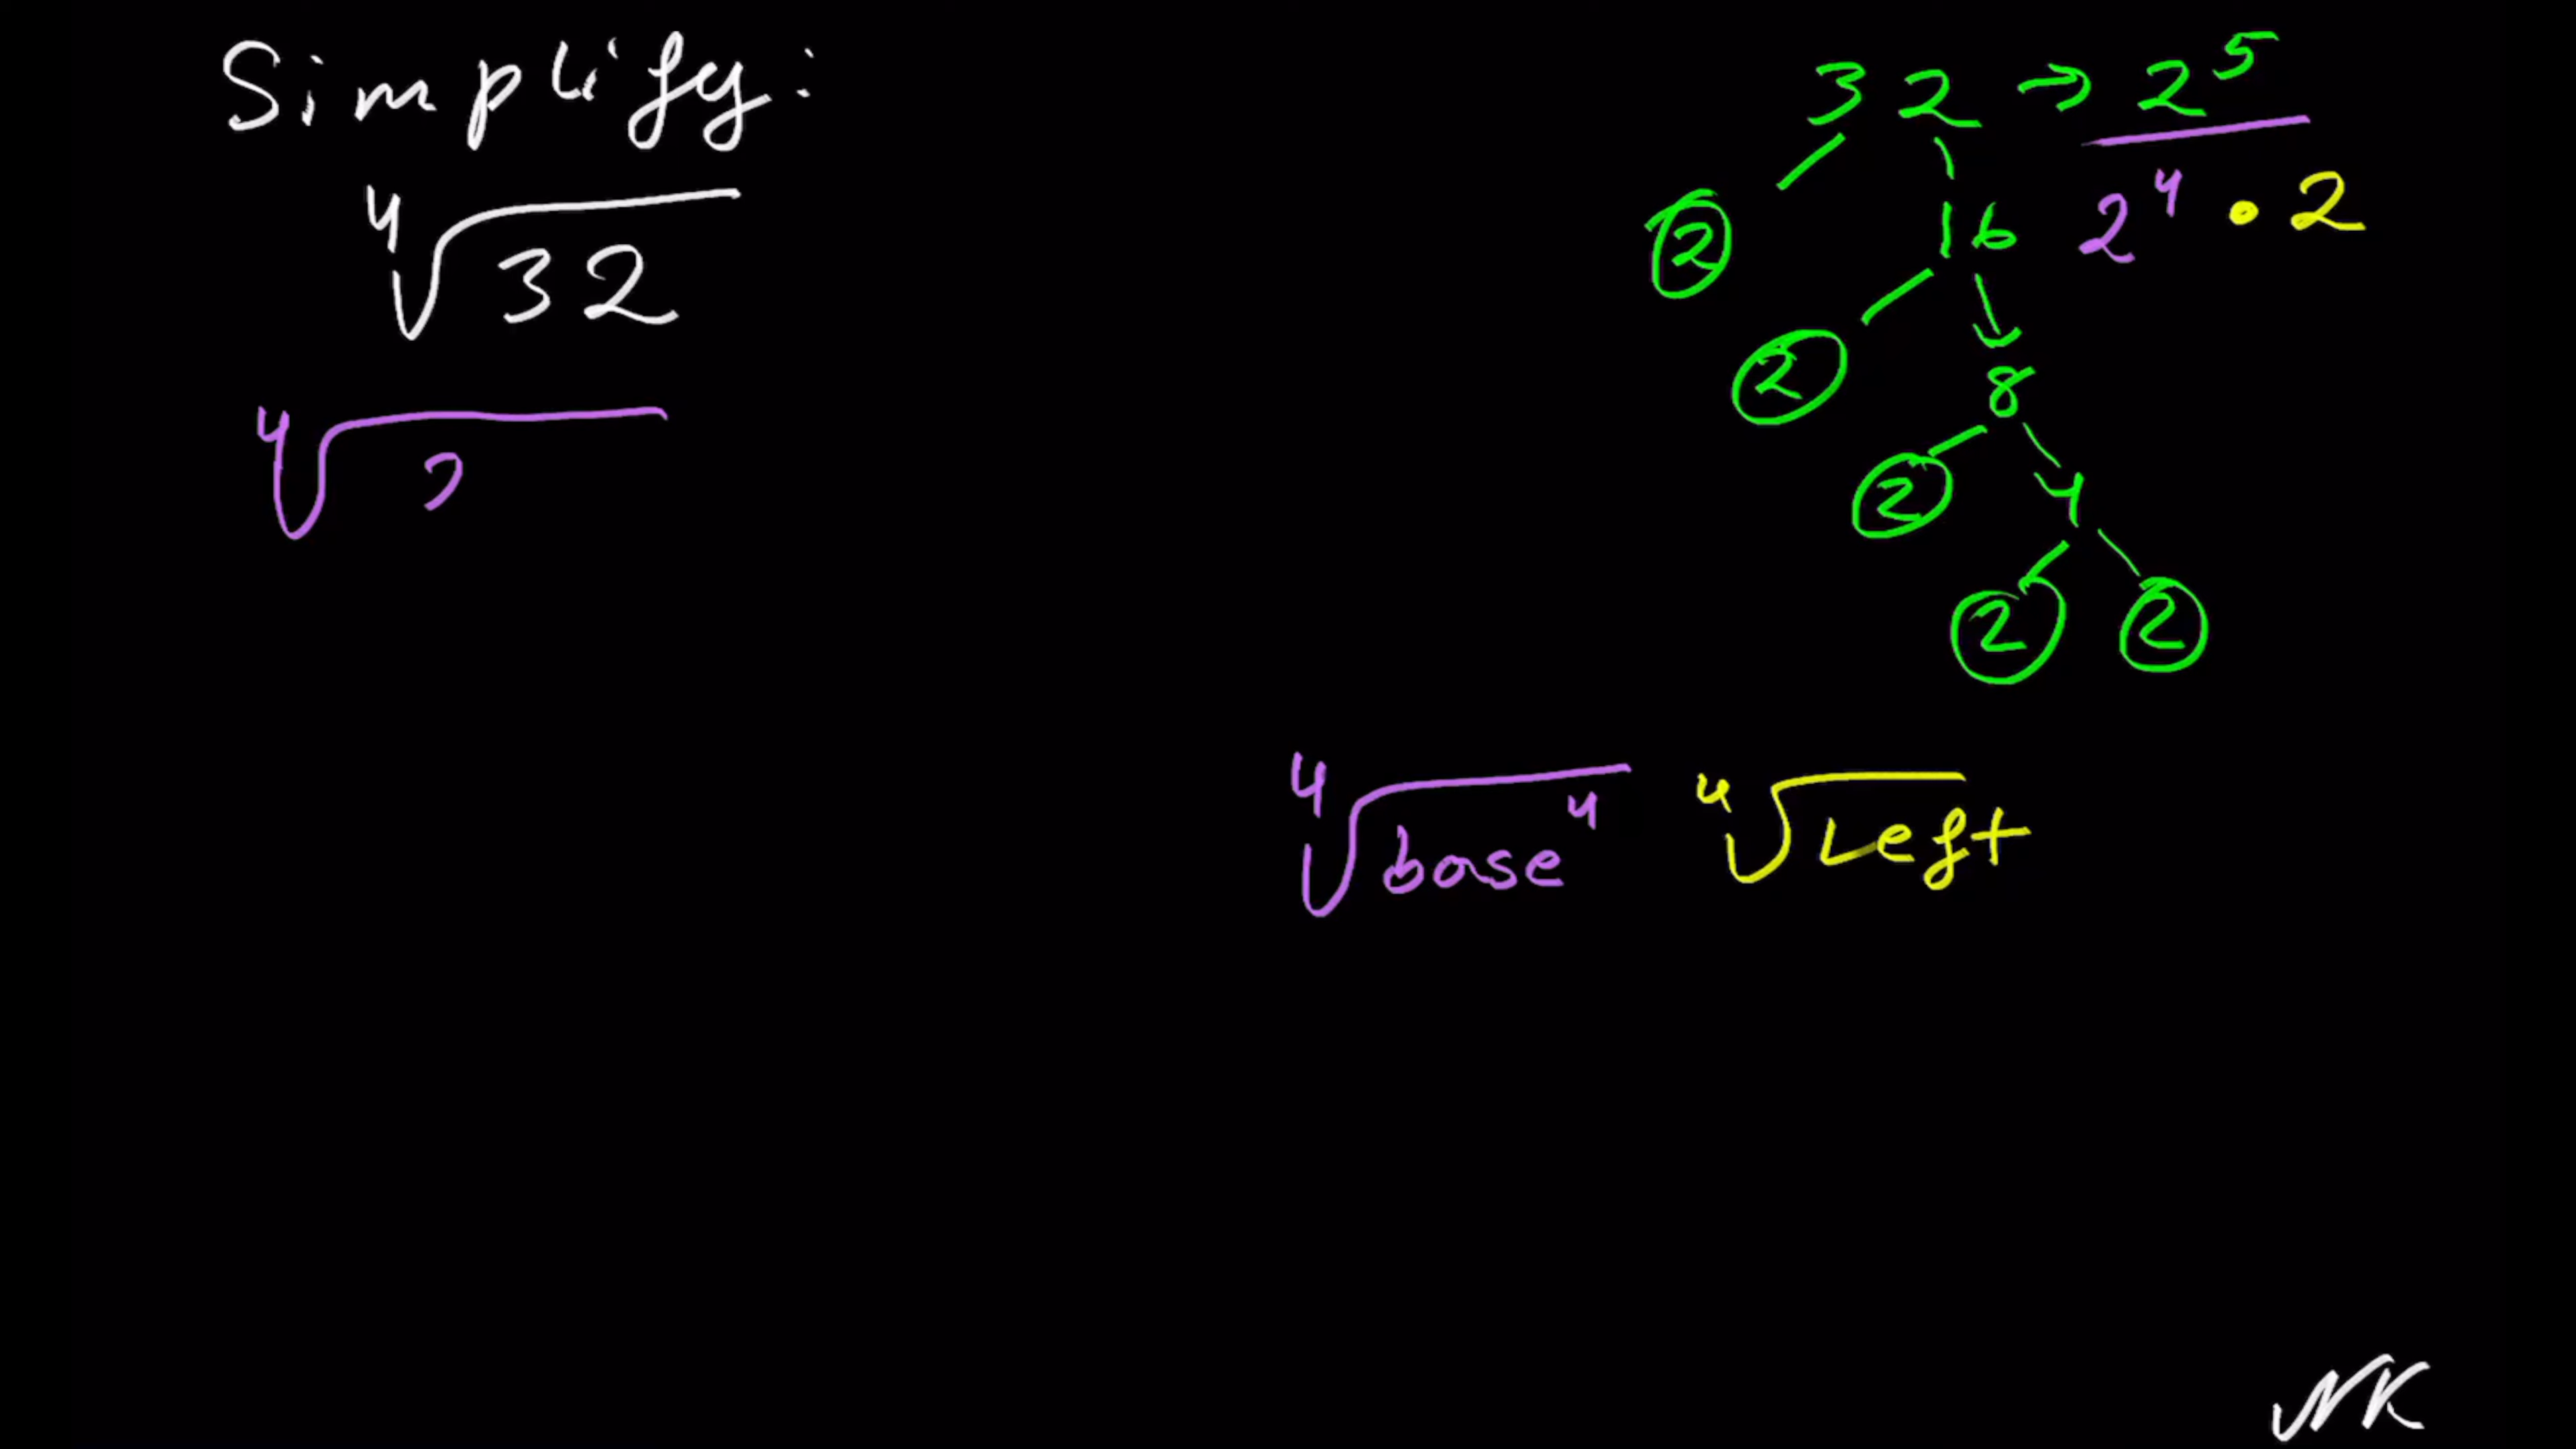 Simplify:
⁴√32
⁴√2
32 → 2⁵
2⁴ · 2
2 16
2 8
2 4
2 2
⁴√base⁴ ⁴√Left
NK